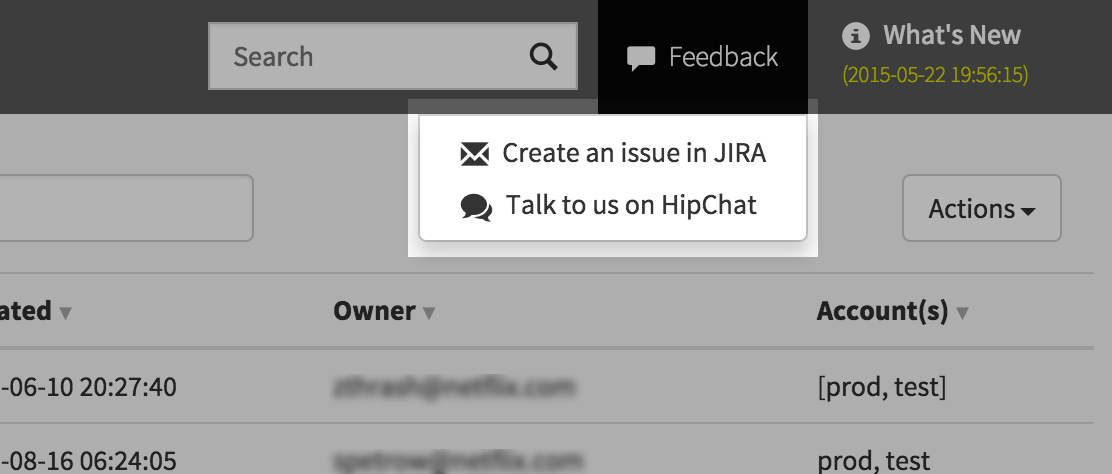 Search
Feedback
What's New
(2015-05-22 19:56:15)
Create an issue in JIRA
Talk to us on HipChat
Actions
ated Owner Account(s)
-06-10 20:27:40 [prod, test]
-08-16 06:24:05 prod, test